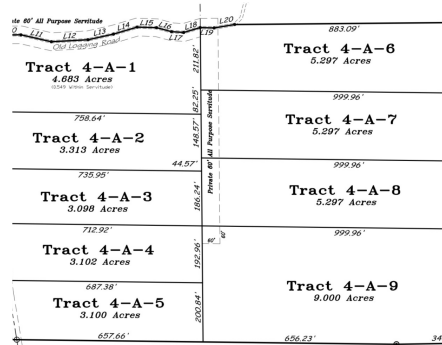 60' All Purpose Servitude
L11
L12
L13
L14
L15
L16
L17
L18
L19
L20
Old Logging Road
Tract 4-A-1
4.683 Acres
(0.549 Within Servitude)
211.82'
883.09'
Tract 4-A-6
5.297 Acres
182.25'
999.96'
758.64'
Tract 4-A-2
3.313 Acres
148.57'
Private 60' All Purpose Servitude
Tract 4-A-7
5.297 Acres
44.57'
999.96'
735.95'
Tract 4-A-3
3.098 Acres
186.24'
Tract 4-A-8
5.297 Acres
712.92'
999.96'
60'
60'
Tract 4-A-4
3.102 Acres
192.96'
687.38'
Tract 4-A-9
9.000 Acres
Tract 4-A-5
3.100 Acres
200.84'
657.66'
656.23'
34